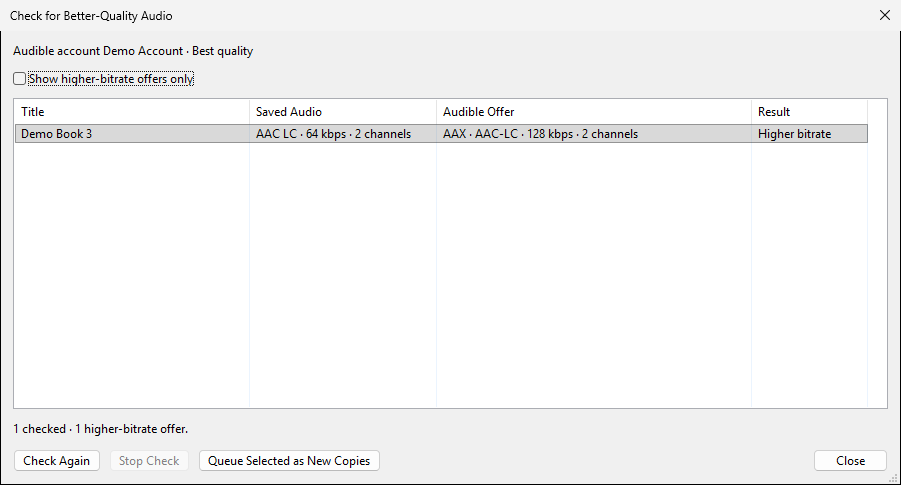 Check for Better-Quality Audio
Audible account Demo Account · Best quality
Show higher-bitrate offers only
Title Saved Audio Audible Offer Result
Demo Book 3 AAC LC · 64 kbps · 2 channels AAX · AAC-LC · 128 kbps · 2 channels Higher bitrate
1 checked · 1 higher-bitrate offer.
Check Again Stop Check Queue Selected as New Copies Close